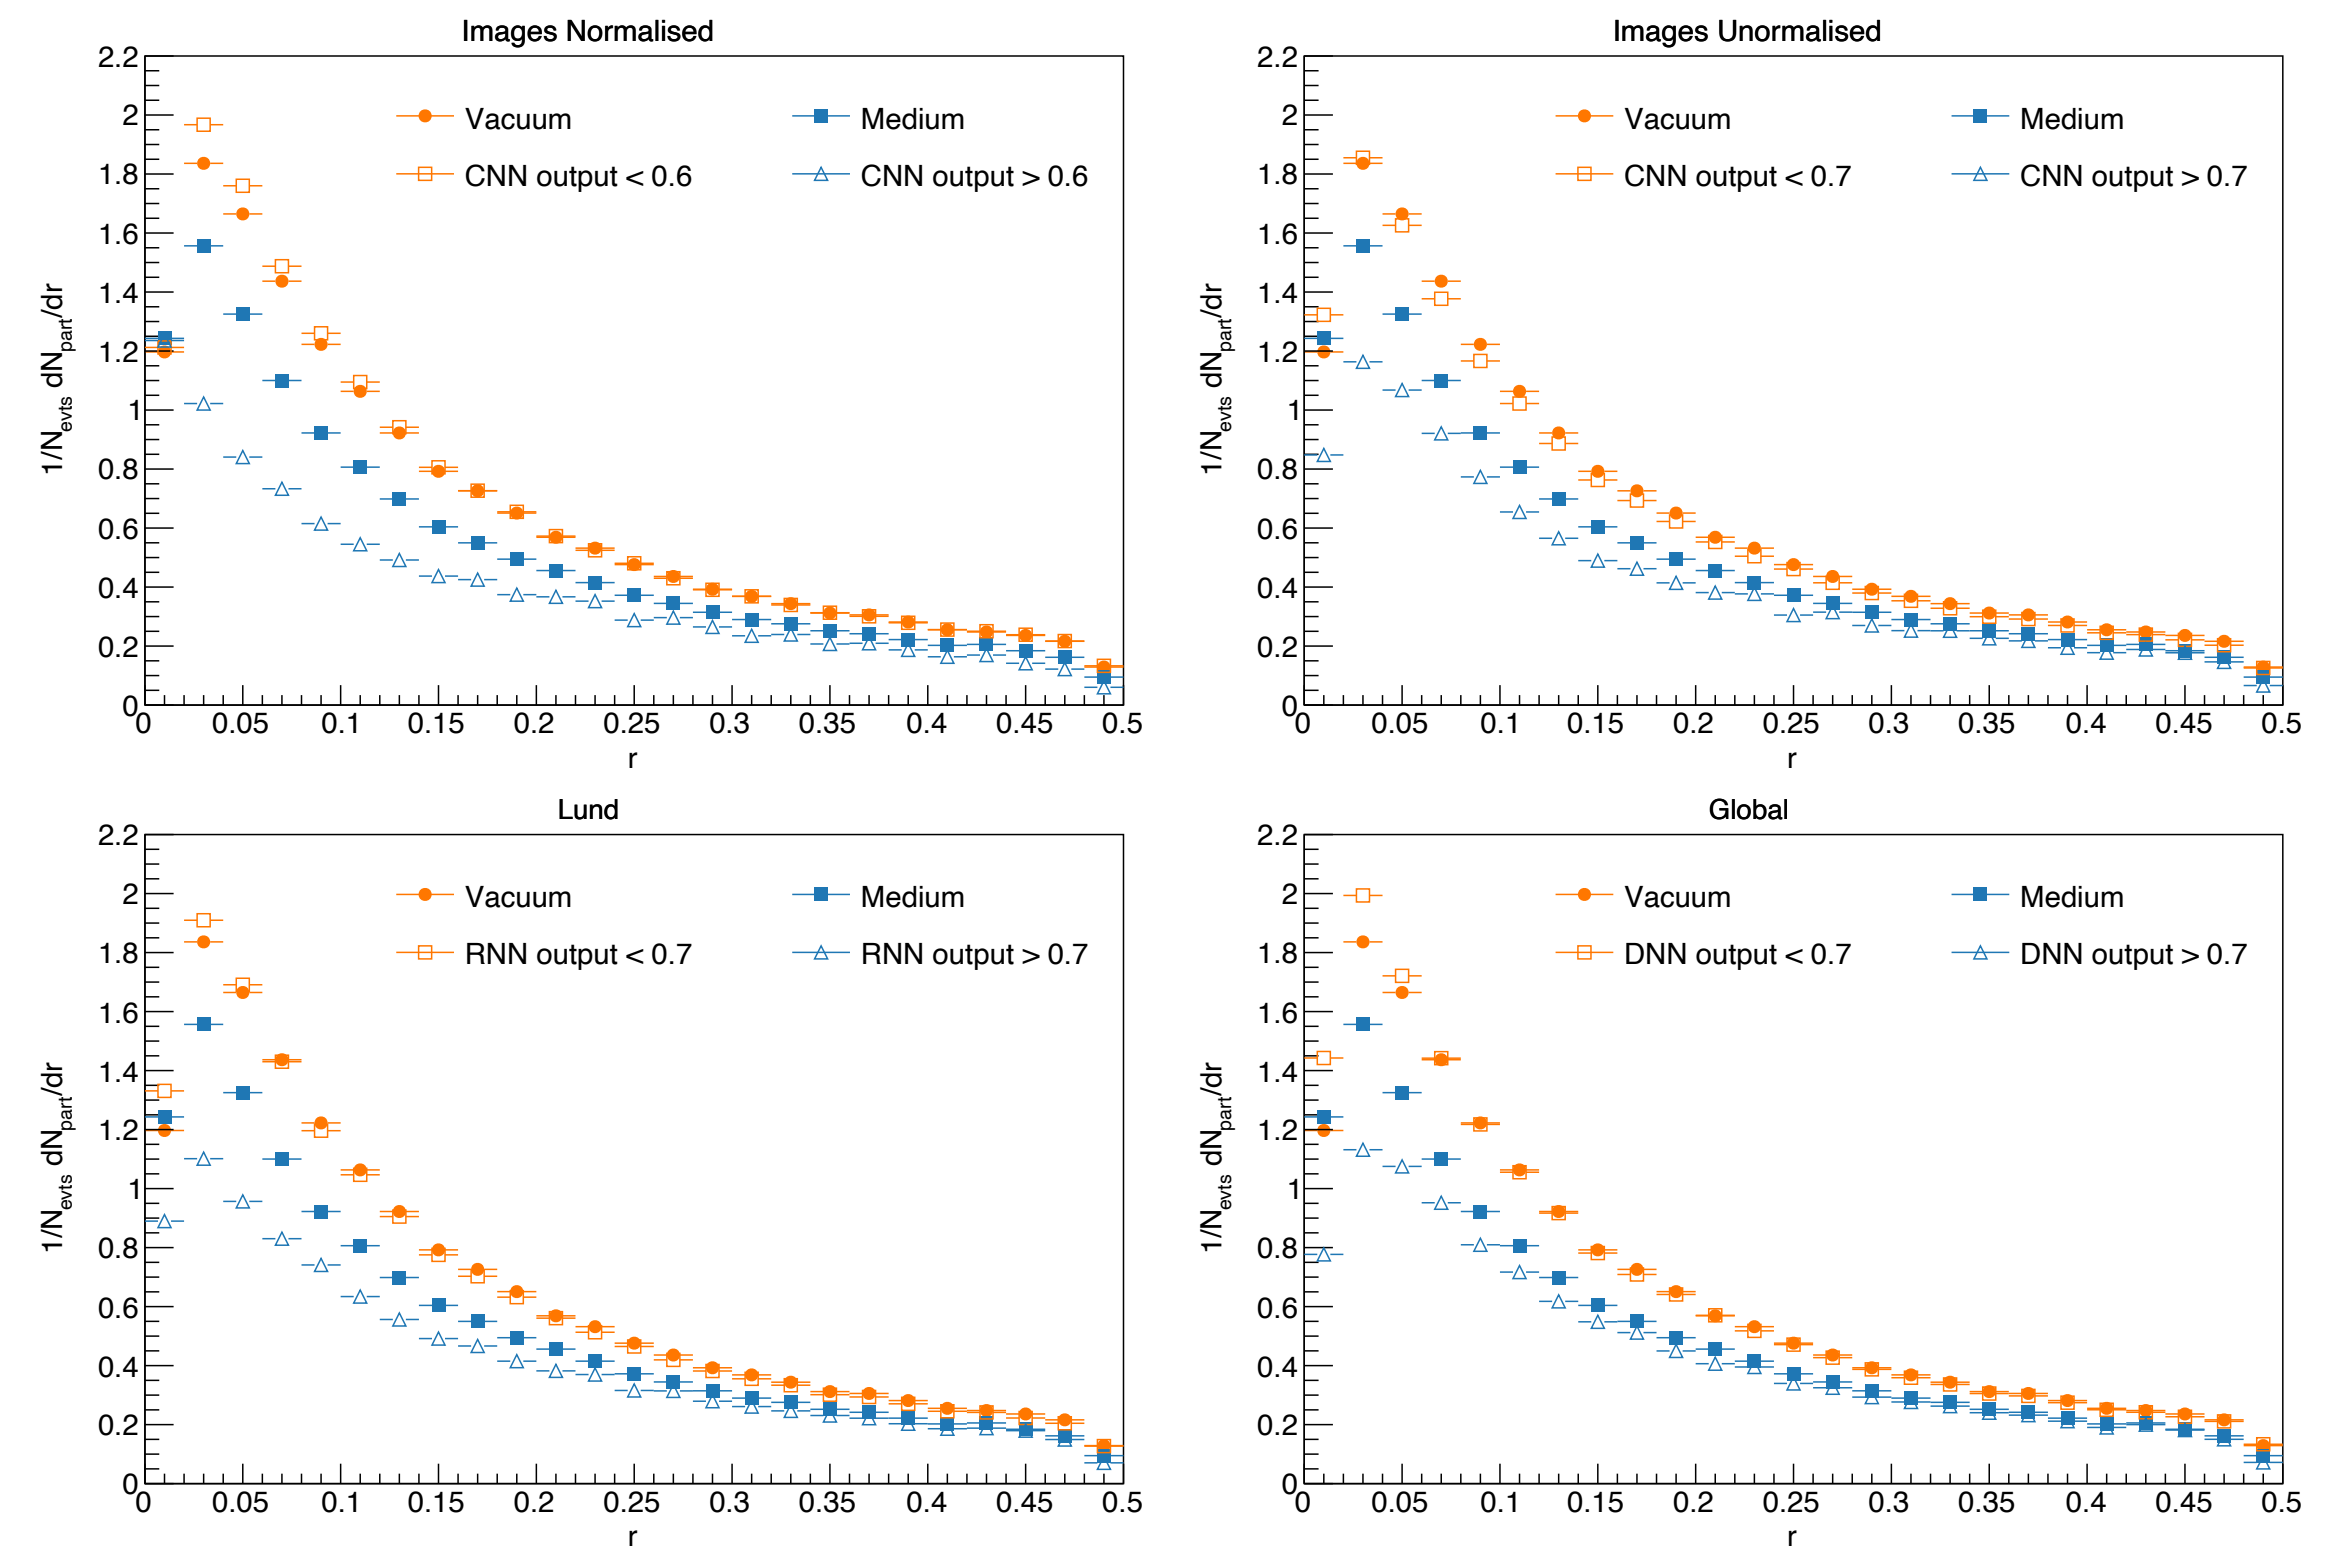 Images Normalised
2.2
2
1.8
1.6
1.4
1.2
1
0.8
0.6
0.4
0.2
0
1/N_evts dN_part/dr
Vacuum
Medium
CNN output < 0.6
CNN output > 0.6
0 0.05 0.1 0.15 0.2 0.25 0.3 0.35 0.4 0.45 0.5
r
Images Unormalised
2.2
2
1.8
1.6
1.4
1.2
1
0.8
0.6
0.4
0.2
0
1/N_evts dN_part/dr
Vacuum
Medium
CNN output < 0.7
CNN output > 0.7
0 0.05 0.1 0.15 0.2 0.25 0.3 0.35 0.4 0.45 0.5
r
Lund
2.2
2
1.8
1.6
1.4
1.2
1
0.8
0.6
0.4
0.2
0
1/N_evts dN_part/dr
Vacuum
Medium
RNN output < 0.7
RNN output > 0.7
0 0.05 0.1 0.15 0.2 0.25 0.3 0.35 0.4 0.45 0.5
r
Global
2.2
2
1.8
1.6
1.4
1.2
1
0.8
0.6
0.4
0.2
0
1/N_evts dN_part/dr
Vacuum
Medium
DNN output < 0.7
DNN output > 0.7
0 0.05 0.1 0.15 0.2 0.25 0.3 0.35 0.4 0.45 0.5
r